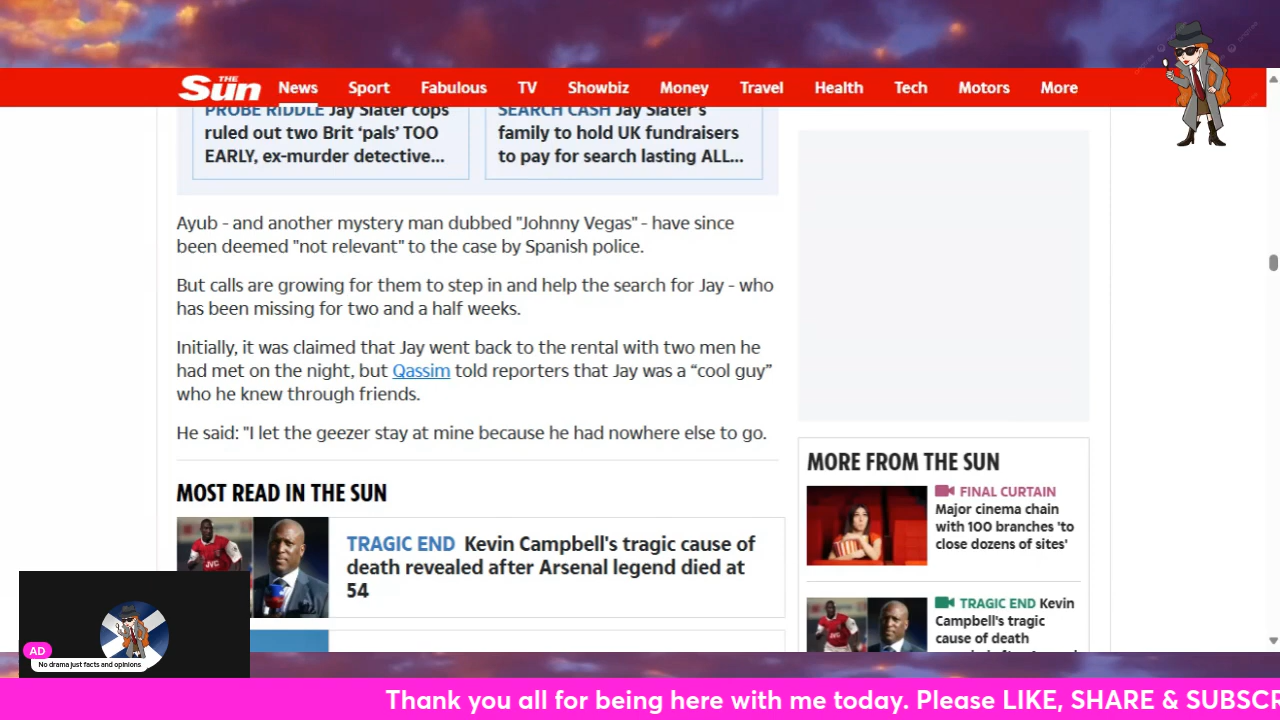 THE Sun
News Sport Fabulous TV Showbiz Money Travel Health Tech Motors More
PROBE RIDDLE Jay Slater cops
ruled out two Brit ‘pals’ TOO
EARLY, ex-murder detective...
SEARCH CASH Jay Slater's
family to hold UK fundraisers
to pay for search lasting ALL...
Ayub - and another mystery man dubbed "Johnny Vegas" - have since
been deemed "not relevant" to the case by Spanish police.
But calls are growing for them to step in and help the search for Jay - who
has been missing for two and a half weeks.
Initially, it was claimed that Jay went back to the rental with two men he
had met on the night, but Qassim told reporters that Jay was a “cool guy”
who he knew through friends.
He said: "I let the geezer stay at mine because he had nowhere else to go.
MOST READ IN THE SUN
TRAGIC END Kevin Campbell's tragic cause of
death revealed after Arsenal legend died at
54
JVC
MORE FROM THE SUN
FINAL CURTAIN
Major cinema chain
with 100 branches 'to
close dozens of sites'
TRAGIC END Kevin
Campbell's tragic
cause of death
AD
No drama just facts and opinions
Thank you all for being here with me today. Please LIKE, SHARE & SUBSCR